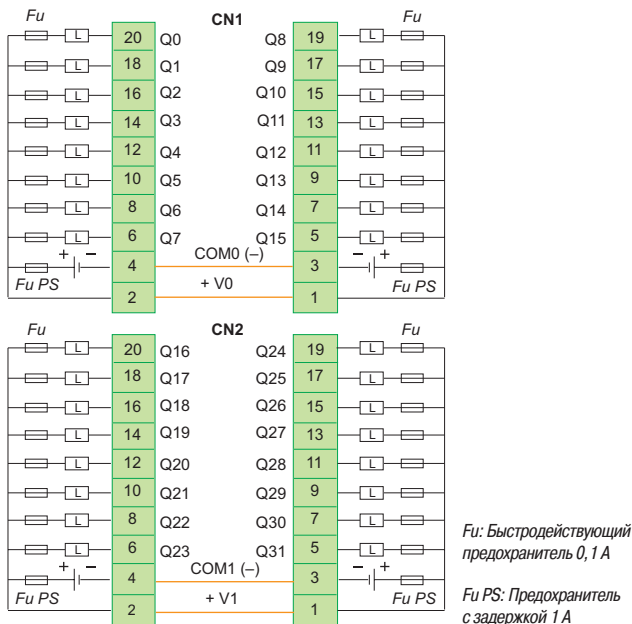 Fu CN1 Fu
L 20 Q0 Q8 19 L
L 18 Q1 Q9 17 L
L 16 Q2 Q10 15 L
L 14 Q3 Q11 13 L
L 12 Q4 Q12 11 L
L 10 Q5 Q13 9 L
L 8 Q6 Q14 7 L
L 6 Q7 Q15 5 L
+ − 4 COM0 (–) 3 − +
Fu PS 2 + V0 1 Fu PS
Fu CN2 Fu
L 20 Q16 Q24 19 L
L 18 Q17 Q25 17 L
L 16 Q18 Q26 15 L
L 14 Q19 Q27 13 L
L 12 Q20 Q28 11 L
L 10 Q21 Q29 9 L
L 8 Q22 Q30 7 L
L 6 Q23 Q31 5 L
+ − 4 COM1 (–) 3 − +
Fu PS 2 + V1 1 Fu PS
Fu: Быстродействующий
предохранитель 0,1 А
Fu PS: Предохранитель
с задержкой 1 А